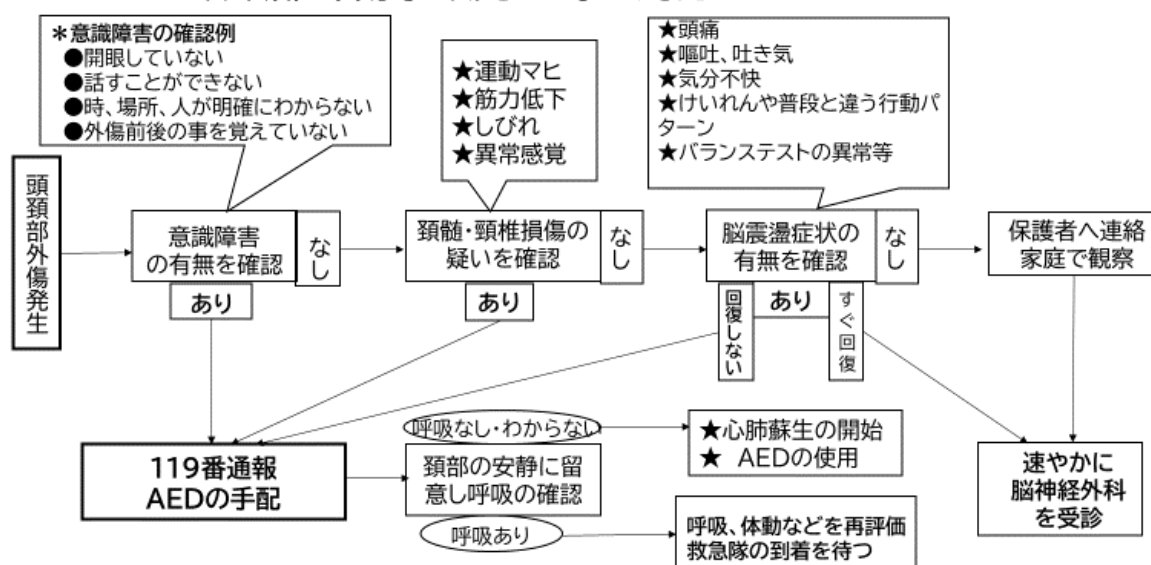 ＊意識障害の確認例
●開眼していない
●話すことができない
●時、場所、人が明確にわからない
●外傷前後の事を覚えていない
★運動マヒ
★筋力低下
★しびれ
★異常感覚
★頭痛
★嘔吐、吐き気
★気分不快
★けいれんや普段と違う行動パ
ターン
★バランステストの異常等
頭頚部外傷発生
意識障害
の有無を確認
なし
あり
頚髄・頸椎損傷の
疑いを確認
なし
あり
脳震盪症状の
有無を確認
なし
あり
回復しない
すぐ回復
保護者へ連絡
家庭で観察
119番通報
AEDの手配
呼吸なし・わからない
頚部の安静に留
意し呼吸の確認
呼吸あり
★心肺蘇生の開始
★ AEDの使用
呼吸、体動などを再評価
救急隊の到着を待つ
速やかに
脳神経外科
を受診